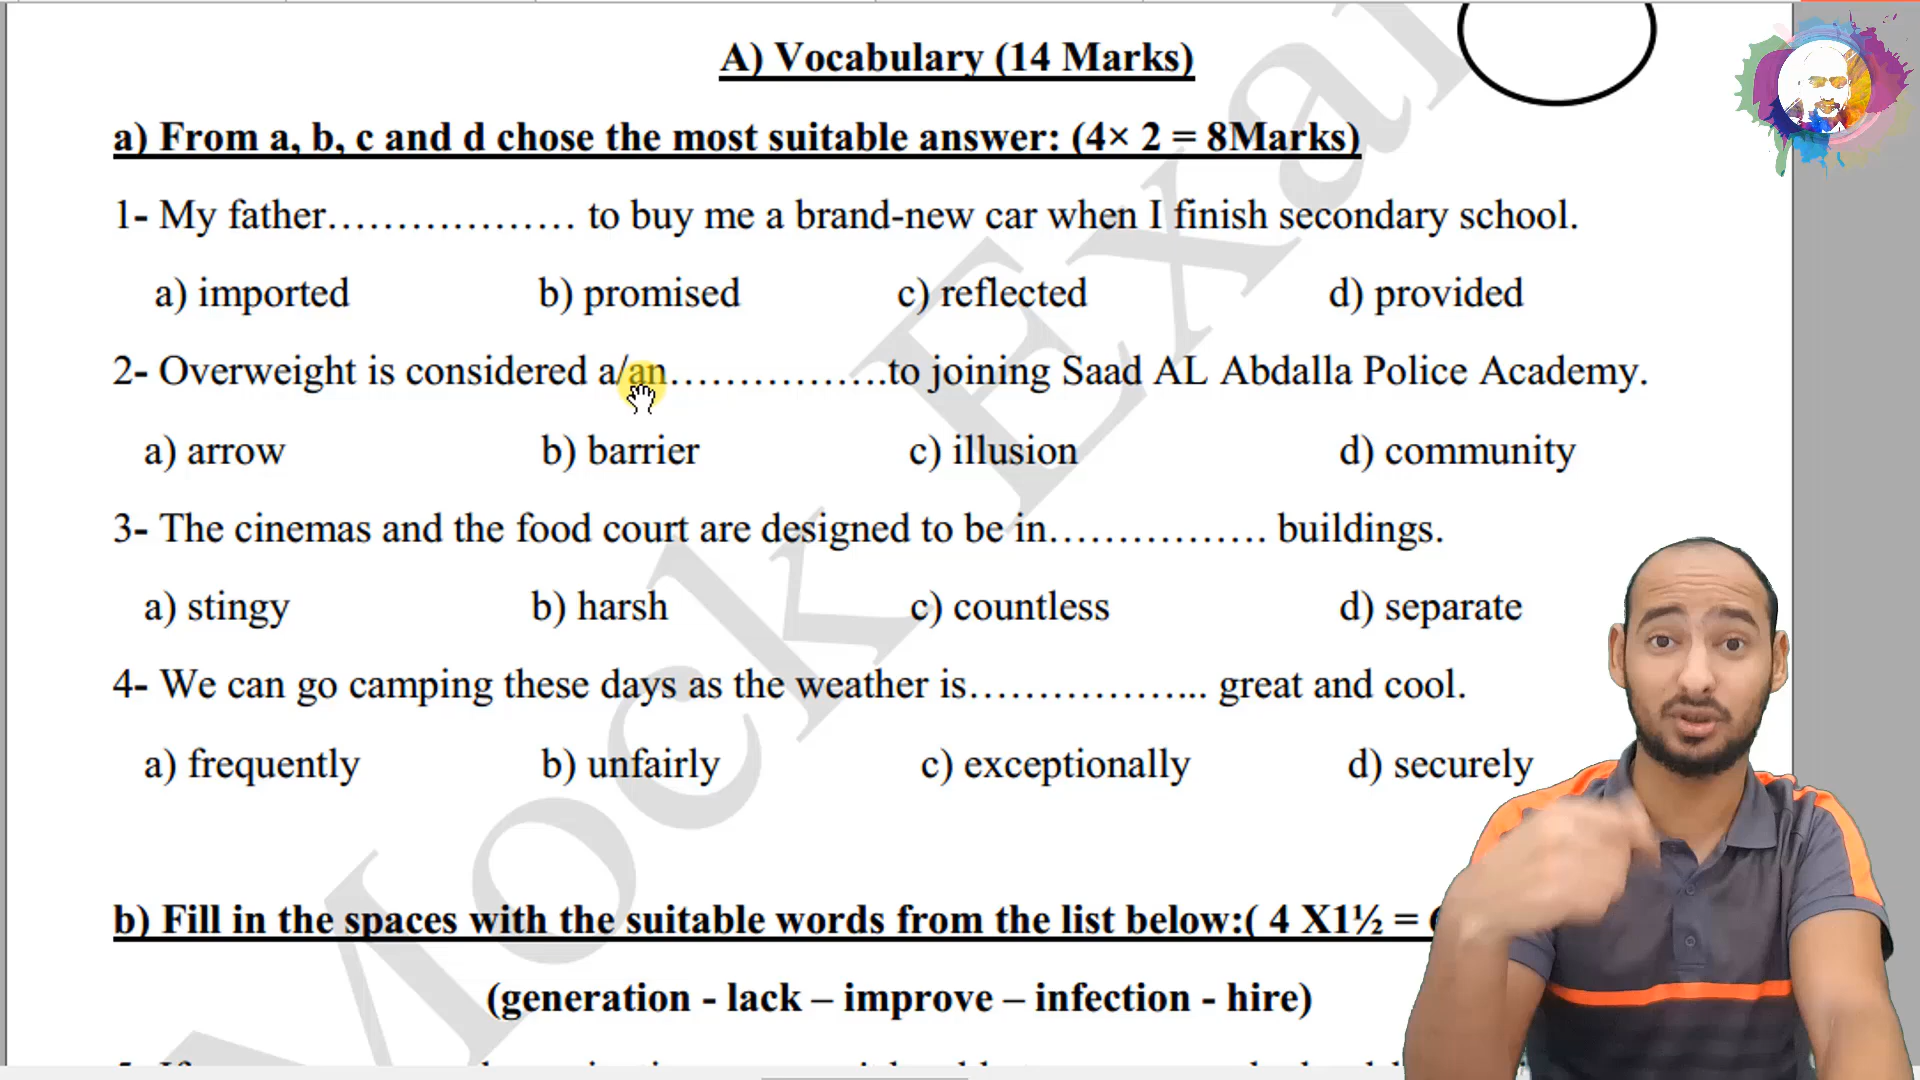 A) Vocabulary (14 Marks)
a) From a, b, c and d chose the most suitable answer: (4× 2 = 8Marks)
1- My father……………… to buy me a brand-new car when I finish secondary school.
a) imported b) promised c) reflected d) provided
2- Overweight is considered a/an…………….to joining Saad AL Abdalla Police Academy.
a) arrow b) barrier c) illusion d) community
3- The cinemas and the food court are designed to be in……………. buildings.
a) stingy b) harsh c) countless d) separate
4- We can go camping these days as the weather is……………... great and cool.
a) frequently b) unfairly c) exceptionally d) securely
b) Fill in the spaces with the suitable words from the list below:( 4 X1½ =
(generation - lack – improve – infection - hire)
Mock Exam